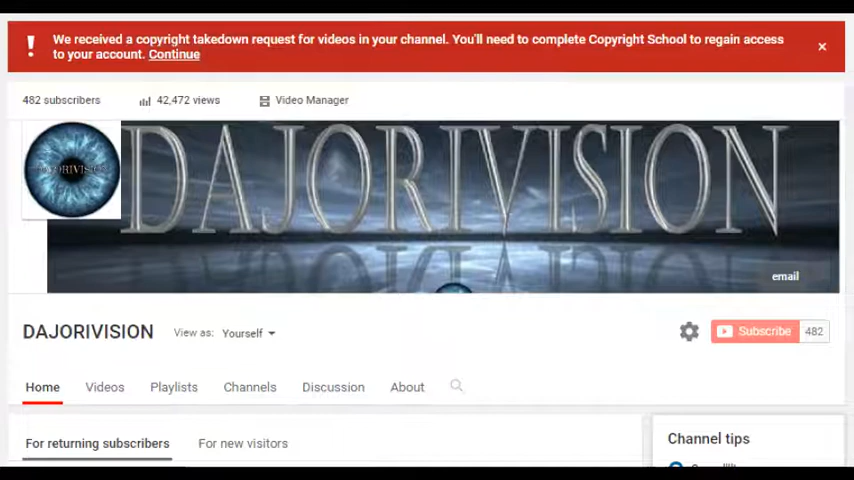 We received a copyright takedown request for videos in your channel. You'll need to complete Copyright School to regain access
to your account. Continue
482 subscribers 42,472 views Video Manager
DAJORIVISION
DAJORIVISION
email
DAJORIVISION View as: Yourself Subscribe 482
Home Videos Playlists Channels Discussion About
For returning subscribers For new visitors Channel tips